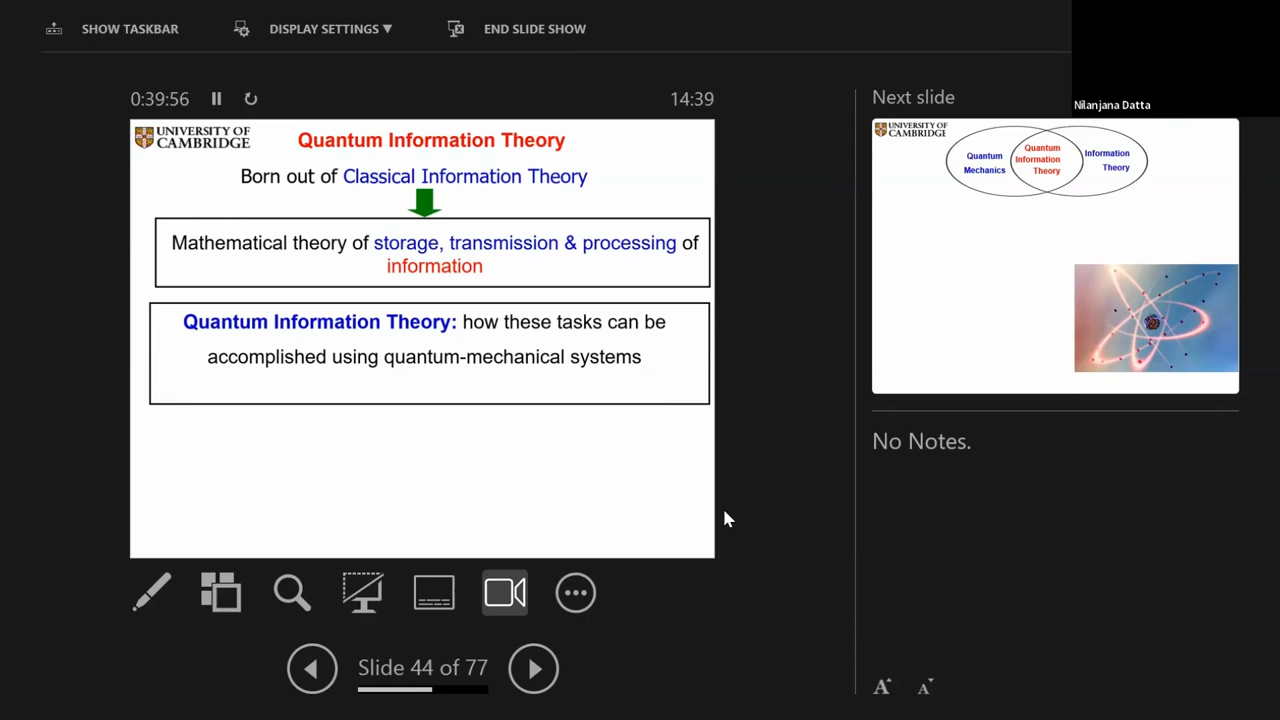 SHOW TASKBAR
DISPLAY SETTINGS ▼
END SLIDE SHOW
Nilanjana Datta
0:39:56
14:39
UNIVERSITY OF
CAMBRIDGE
Quantum Information Theory
Born out of Classical Information Theory
Mathematical theory of storage, transmission & processing of
information
Quantum Information Theory: how these tasks can be
accomplished using quantum-mechanical systems
Slide 44 of 77
Next slide
UNIVERSITY OF
CAMBRIDGE
Quantum
Mechanics
Quantum
Information
Theory
Information
Theory
No Notes.
A
A